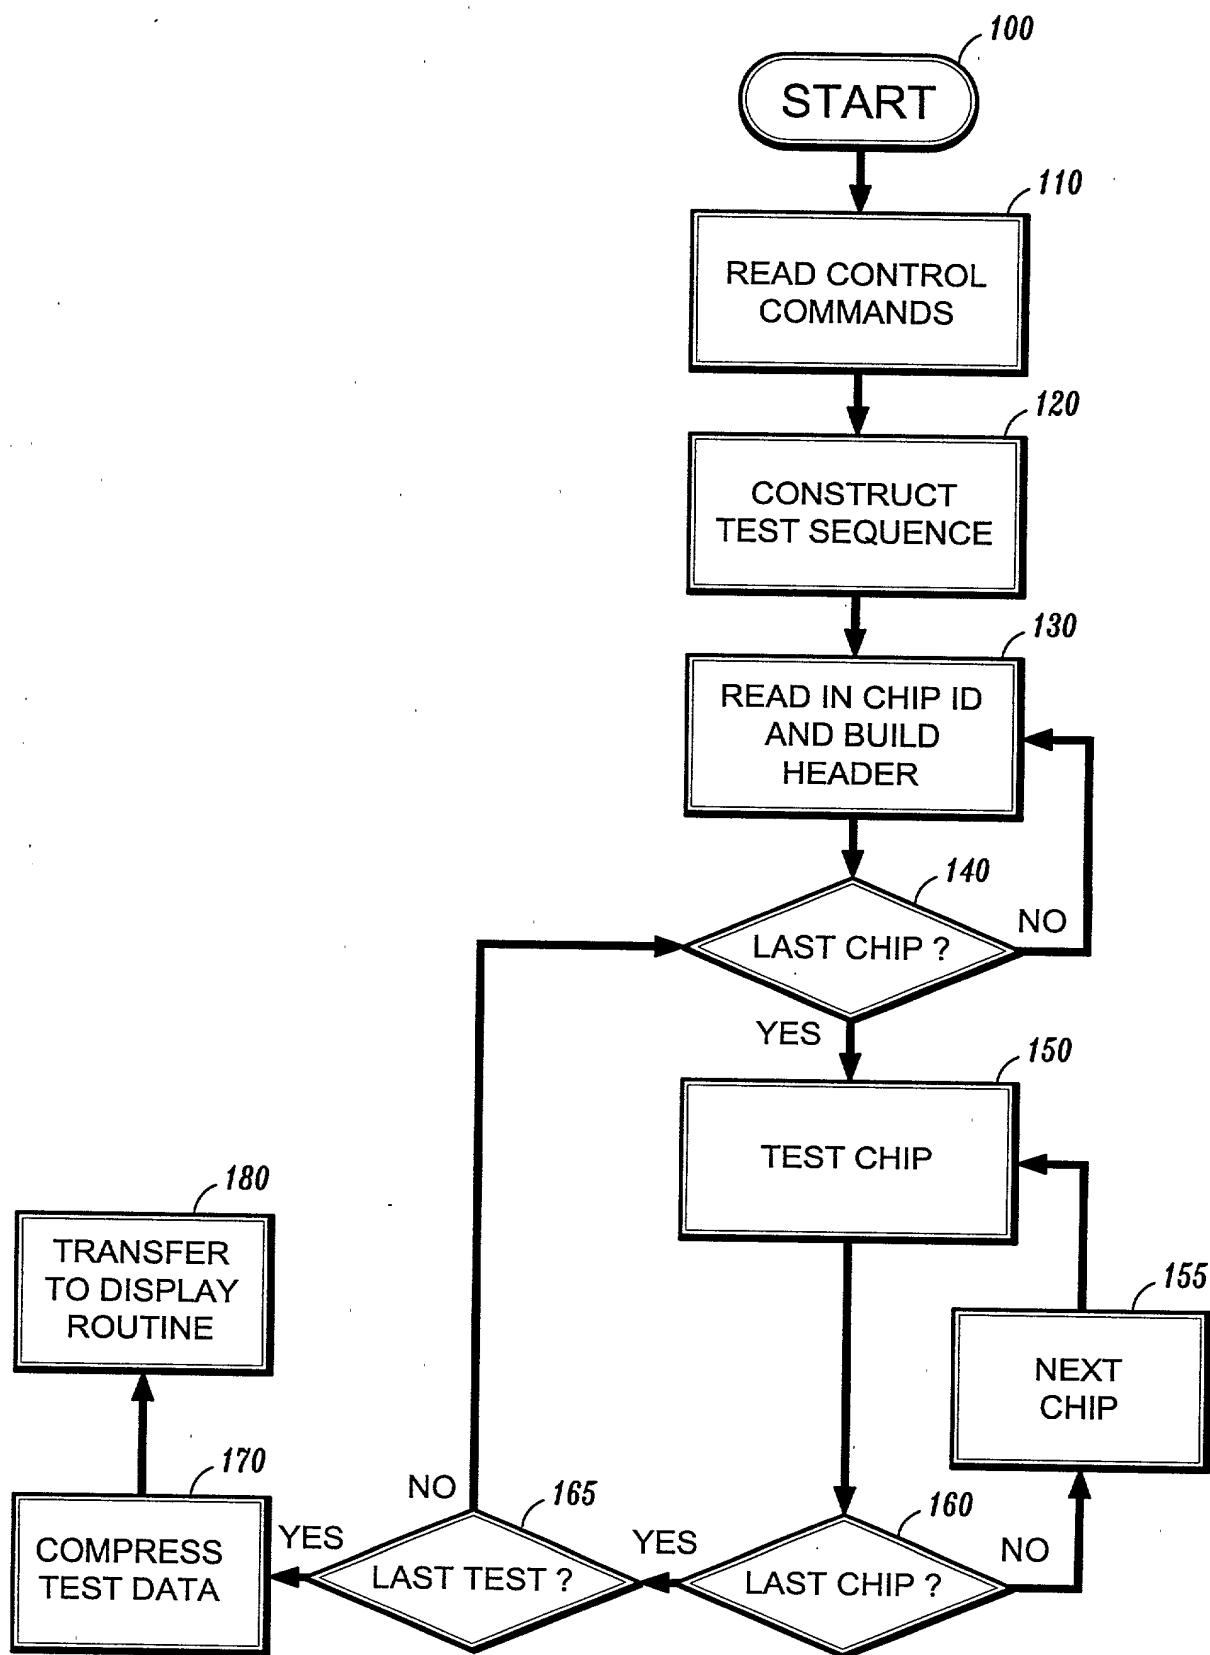 100
START
110
READ CONTROL
COMMANDS
120
CONSTRUCT
TEST SEQUENCE
130
READ IN CHIP ID
AND BUILD
HEADER
140
LAST CHIP ?
NO
YES
150
TEST CHIP
155
NEXT
CHIP
160
LAST CHIP ?
NO
YES
165
LAST TEST ?
NO
YES
170
COMPRESS
TEST DATA
180
TRANSFER
TO DISPLAY
ROUTINE